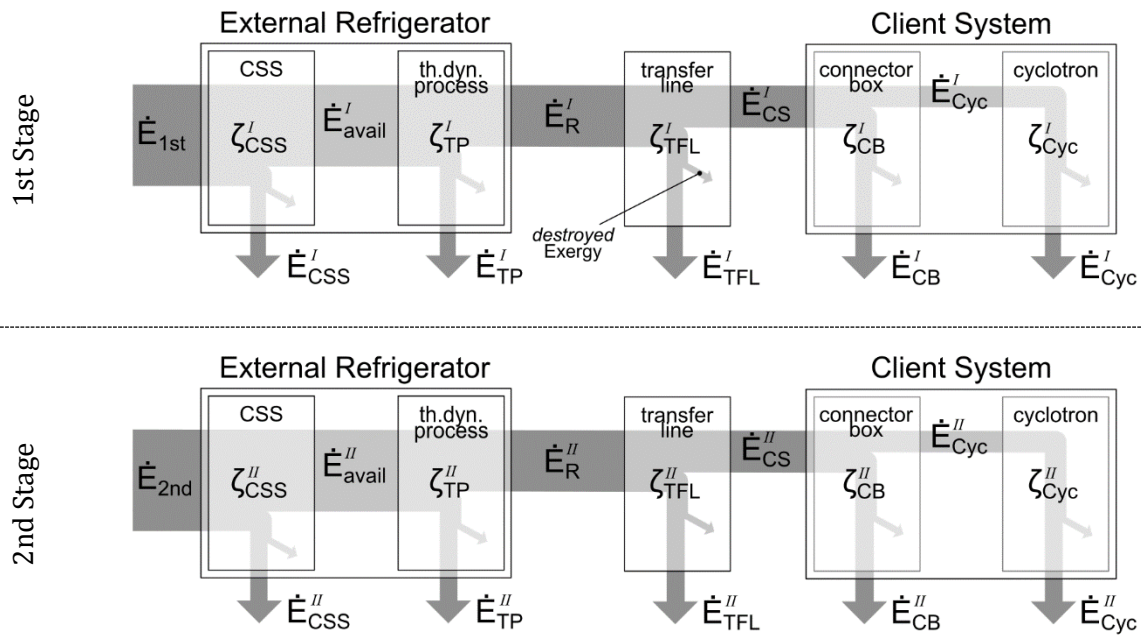 External Refrigerator
Client System
1st Stage
CSS
th.dyn.
process
transfer
line
connector
box
cyclotron
Ė1st
ζᴵCSS
Ėᴵavail
ζᴵTP
ĖᴵR
ζᴵTFL
ĖᴵCS
ζᴵCB
ĖᴵCyc
ζᴵCyc
destroyed
Exergy
ĖᴵCSS
ĖᴵTP
ĖᴵTFL
ĖᴵCB
ĖᴵCyc
External Refrigerator
Client System
2nd Stage
CSS
th.dyn.
process
transfer
line
connector
box
cyclotron
Ė2nd
ζᴵᴵCSS
Ėᴵᴵavail
ζᴵᴵTP
ĖᴵᴵR
ζᴵᴵTFL
ĖᴵᴵCS
ζᴵᴵCB
ĖᴵᴵCyc
ζᴵᴵCyc
ĖᴵᴵCSS
ĖᴵᴵTP
ĖᴵᴵTFL
ĖᴵᴵCB
ĖᴵᴵCyc